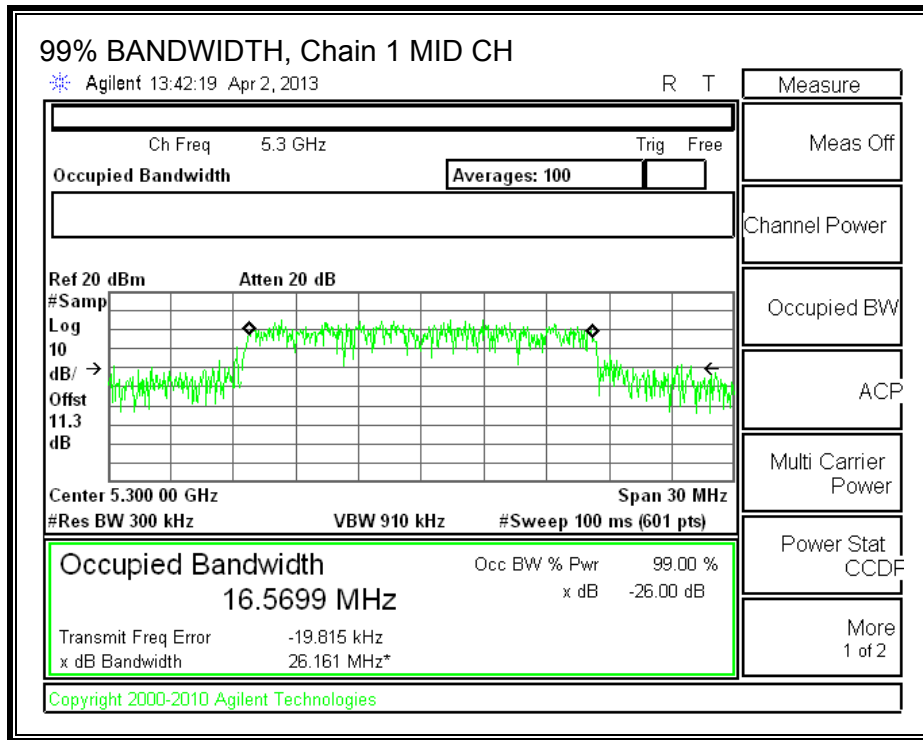 99% BANDWIDTH, Chain 1 MID CH
Agilent 13:42:19 Apr 2, 2013 R T
Measure
Ch Freq 5.3 GHz Trig Free
Meas Off
Occupied Bandwidth Averages: 100
Channel Power
Ref 20 dBm Atten 20 dB
#Samp
Log
10
dB/
Offst
11.3
dB
Occupied BW
ACP
Multi Carrier
Power
Center 5.300 00 GHz Span 30 MHz
#Res BW 300 kHz VBW 910 kHz #Sweep 100 ms (601 pts)
Power Stat
CCDF
Occupied Bandwidth Occ BW % Pwr 99.00 %
16.5699 MHz x dB -26.00 dB
Transmit Freq Error -19.815 kHz
x dB Bandwidth 26.161 MHz*
More
1 of 2
Copyright 2000-2010 Agilent Technologies